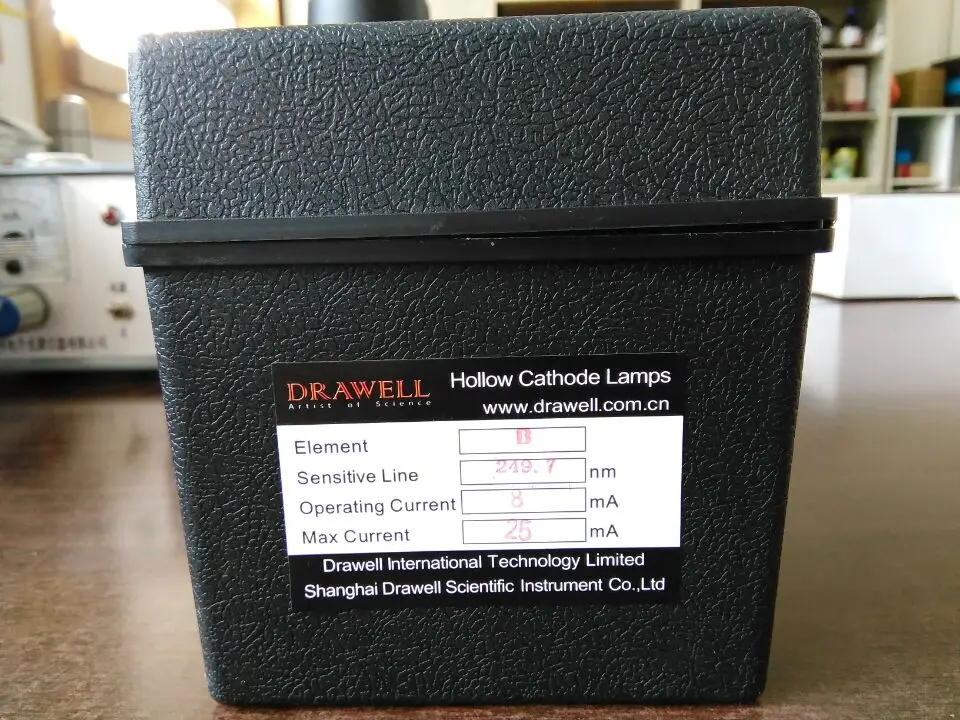 DRAWELL
Artist of Science
Hollow Cathode Lamps
www.drawell.com.cn
Element B
Sensitive Line 249.7 nm
Operating Current 8 mA
Max Current 25 mA
Drawell International Technology Limited
Shanghai Drawell Scientific Instrument Co.,Ltd